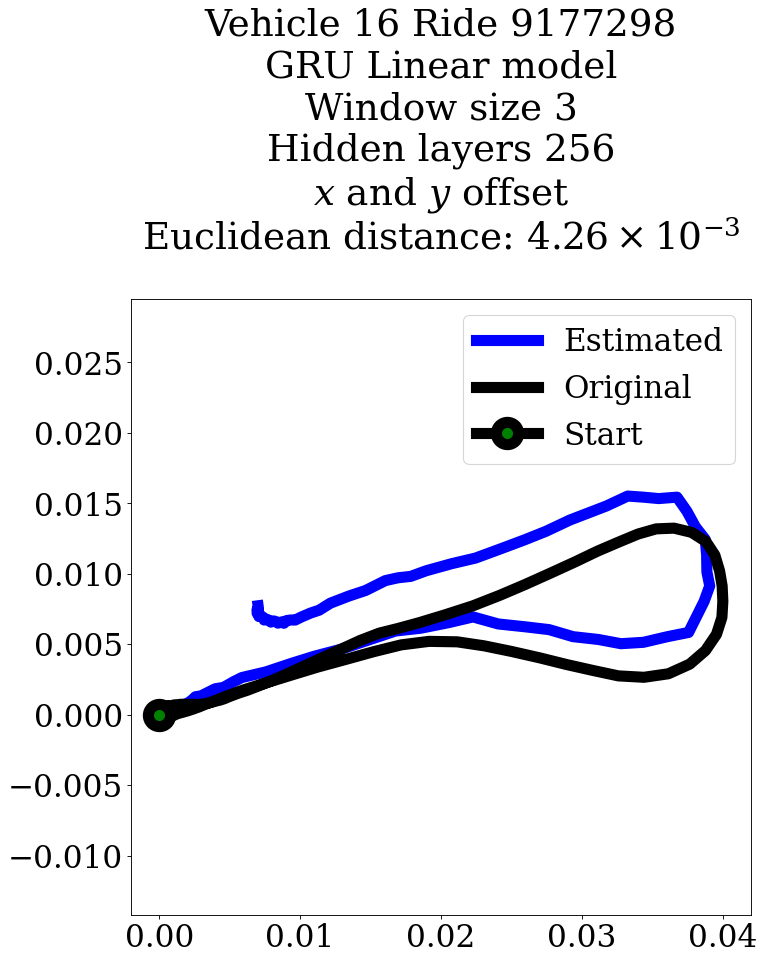 Vehicle 16 Ride 9177298
GRU Linear model
Window size 3
Hidden layers 256
x and y offset
Euclidean distance: 4.26 × 10⁻³
Estimated
Original
Start
0.025
0.020
0.015
0.010
0.005
0.000
−0.005
−0.010
0.00 0.01 0.02 0.03 0.04